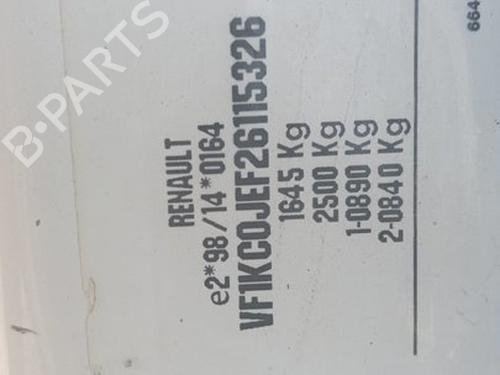 RENAULT
e2*98/14*0164
VF1KC0JEF26115326
1645 Kg
2500 Kg
1-0890 Kg
2-0840 Kg
664
B-PARTS